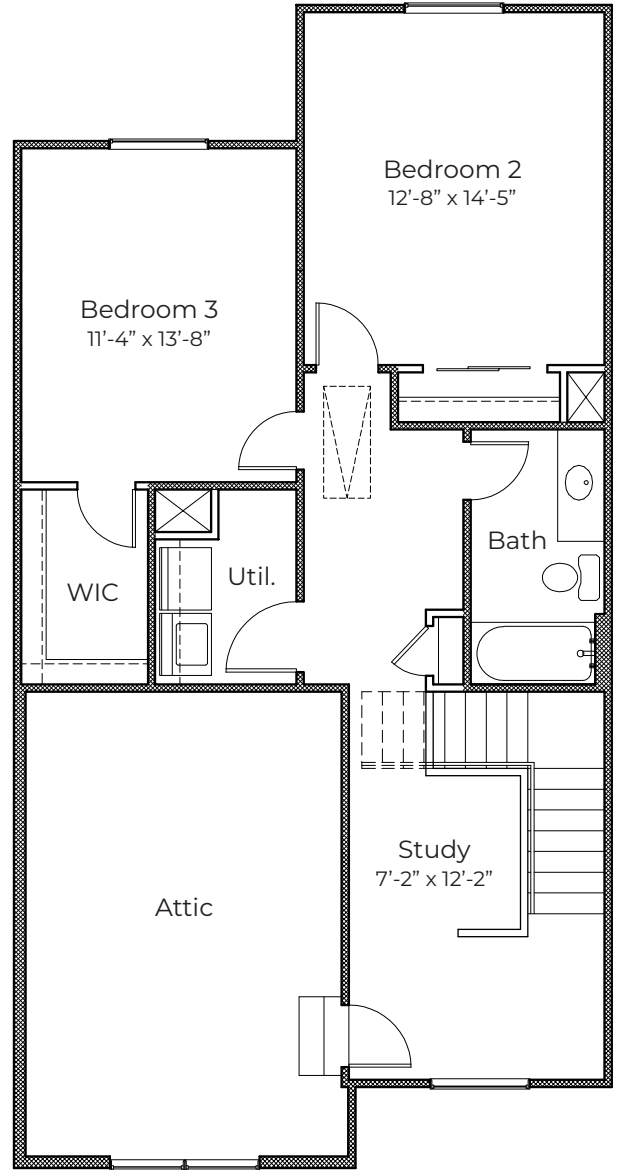 Bedroom 2
12’-8” x 14’-5”
Bedroom 3
11’-4” x 13’-8”
Bath
Util.
WIC
Study
7’-2” x 12’-2”
Attic